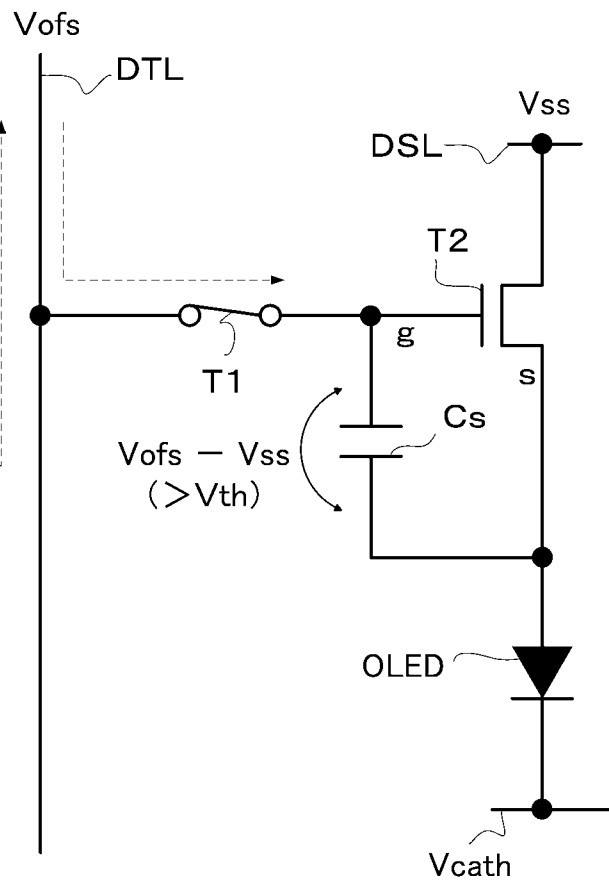 Vofs
DTL
Vss
DSL
T2
g
T1
s
Cs
Vofs － Vss
（＞Vth）
OLED
Vcath